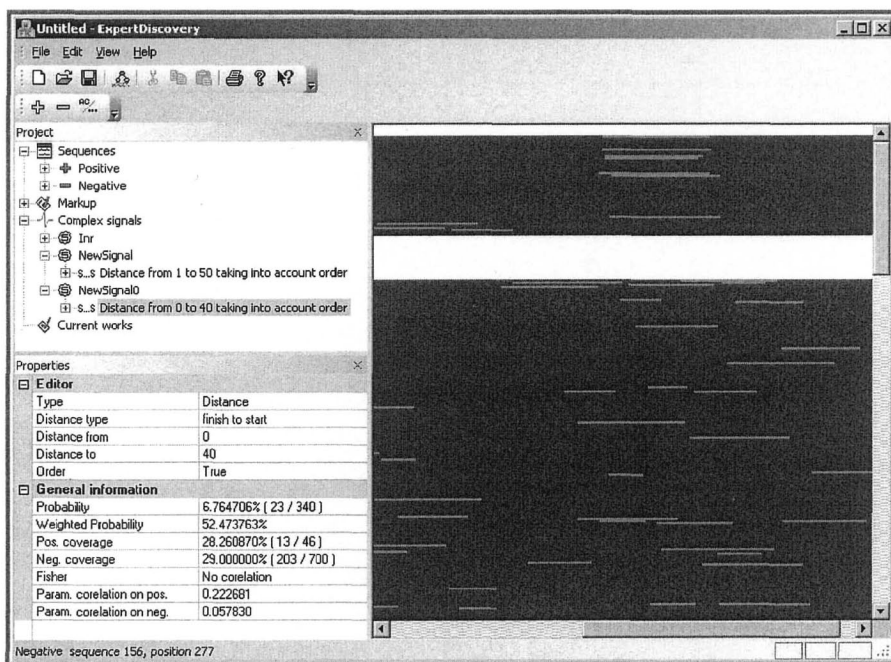 Untitled - ExpertDiscovery
File Edit View Help
Project
Sequences
Positive
Negative
Markup
Complex signals
Inr
NewSignal
s...s Distance from 1 to 50 taking into account order
NewSignal0
s...s Distance from 0 to 40 taking into account order
Current works
Properties
Editor
Type Distance
Distance type finish to start
Distance from 0
Distance to 40
Order True
General information
Probability 6.764706% ( 23 / 340 )
Weighted Probability 52.473763%
Pos. coverage 28.260870% ( 13 / 46 )
Neg. coverage 29.000000% ( 203 / 700 )
Fisher No corelation
Param. corelation on pos. 0.222681
Param. corelation on neg. 0.057830
Negative sequence 156, position 277